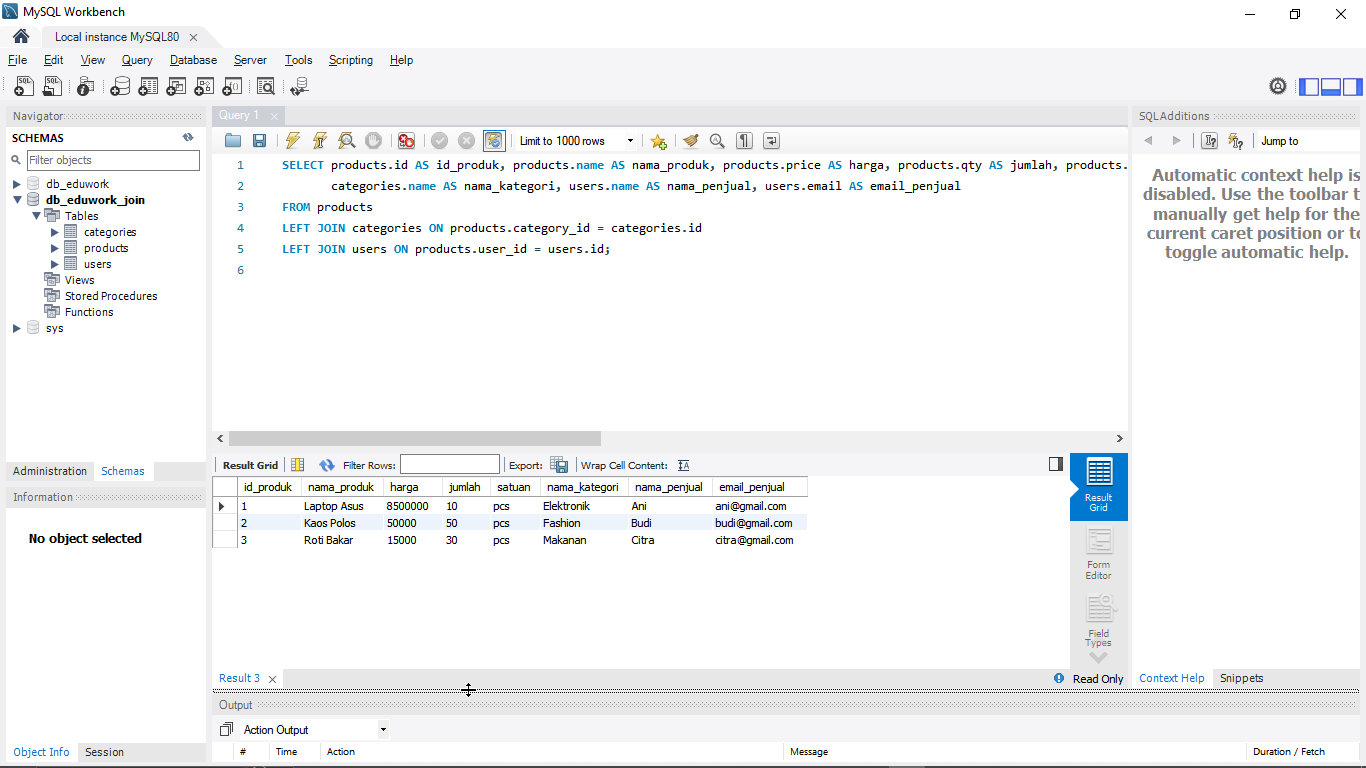 MySQL Workbench
Local instance MySQL80
File Edit View Query Database Server Tools Scripting Help
Navigator
SCHEMAS
Filter objects
db_eduwork
db_eduwork_join
Tables
categories
products
users
Views
Stored Procedures
Functions
sys
Administration Schemas
Information
No object selected
Object Info Session
Query 1
Limit to 1000 rows
1 SELECT products.id AS id_produk, products.name AS nama_produk, products.price AS harga, products.qty AS jumlah, products.
2 categories.name AS nama_kategori, users.name AS nama_penjual, users.email AS email_penjual
3 FROM products
4 LEFT JOIN categories ON products.category_id = categories.id
5 LEFT JOIN users ON products.user_id = users.id;
6
Result Grid Filter Rows: Export: Wrap Cell Content:
id_produk nama_produk harga jumlah satuan nama_kategori nama_penjual email_penjual
1 Laptop Asus 8500000 10 pcs Elektronik Ani ani@gmail.com
2 Kaos Polos 50000 50 pcs Fashion Budi budi@gmail.com
3 Roti Bakar 15000 30 pcs Makanan Citra citra@gmail.com
Result
Grid
Form
Editor
Field
Types
Result 3
Read Only
Output
Action Output
# Time Action Message Duration / Fetch
SQLAdditions
Jump to
Automatic context help is
disabled. Use the toolbar t
manually get help for the
current caret position or to
toggle automatic help.
Context Help Snippets